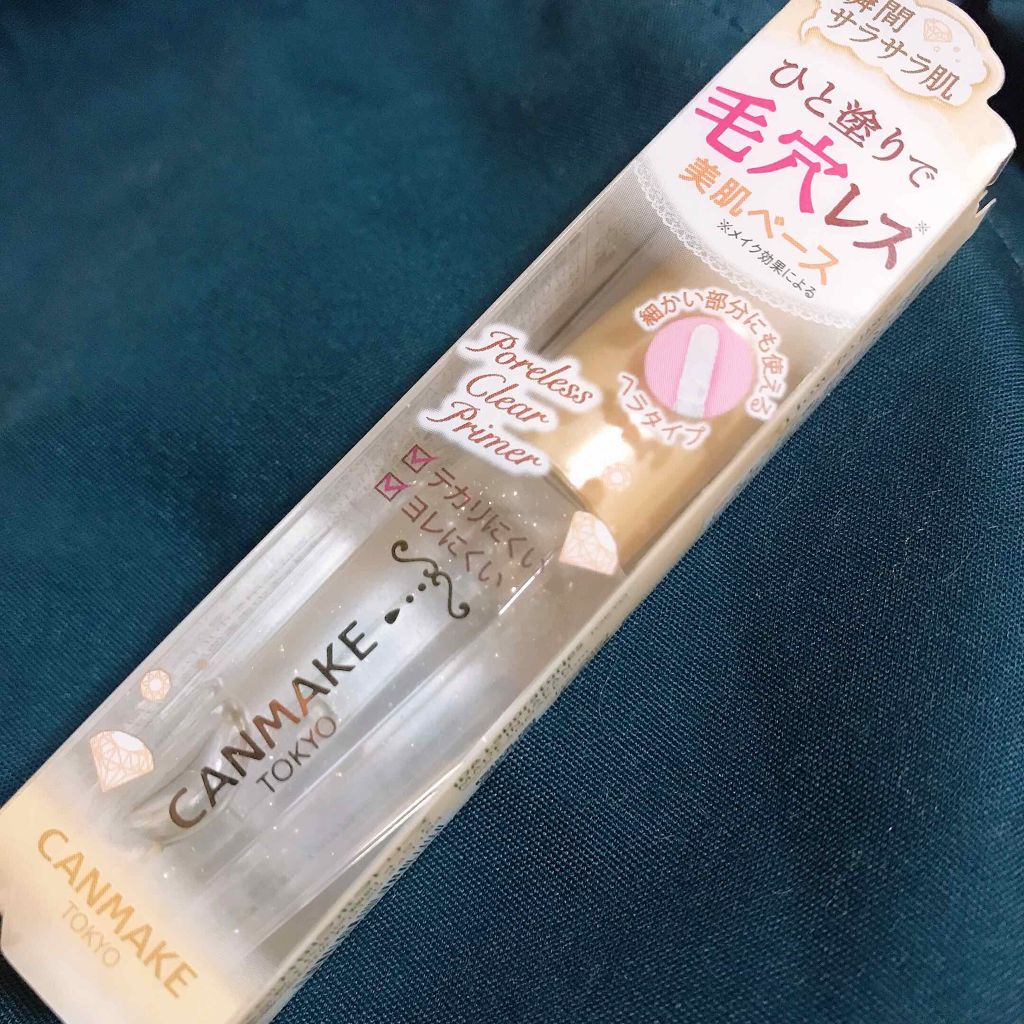 瞬間
サラサラ肌
ひと塗りで
毛穴レス※
美肌ベース
※メイク効果による
細かい部分にも使える
ヘラタイプ
Poreless
Clear
Primer
テカリにくい
ヨレにくい
CANMAKE
TOKYO
CANMAKE
TOKYO